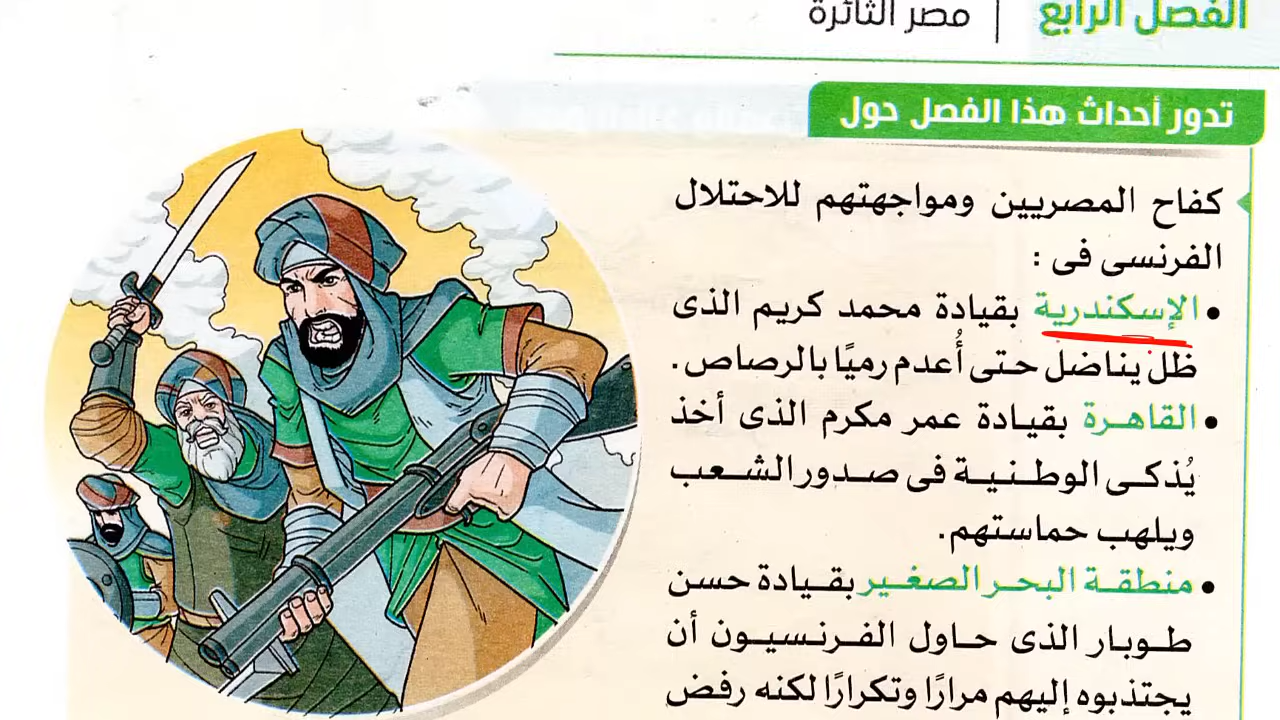 الفصل الرابع | مصر الثائرة
تدور أحداث هذا الفصل حول
كفاح المصريين ومواجهتهم للاحتلال
الفرنسى فى :
• الإسكندرية بقيادة محمد كريم الذى
ظل يناضل حتى أُعدم رميًا بالرصاص.
• القاهرة بقيادة عمر مكرم الذى أخذ
يُذكى الوطنية فى صدور الشعب
ويلهب حماستهم.
• منطقة البحر الصغير بقيادة حسن
طوبار الذى حاول الفرنسيون أن
يجتذبوه إليهم مرارًا وتكرارًا لكنه رفض